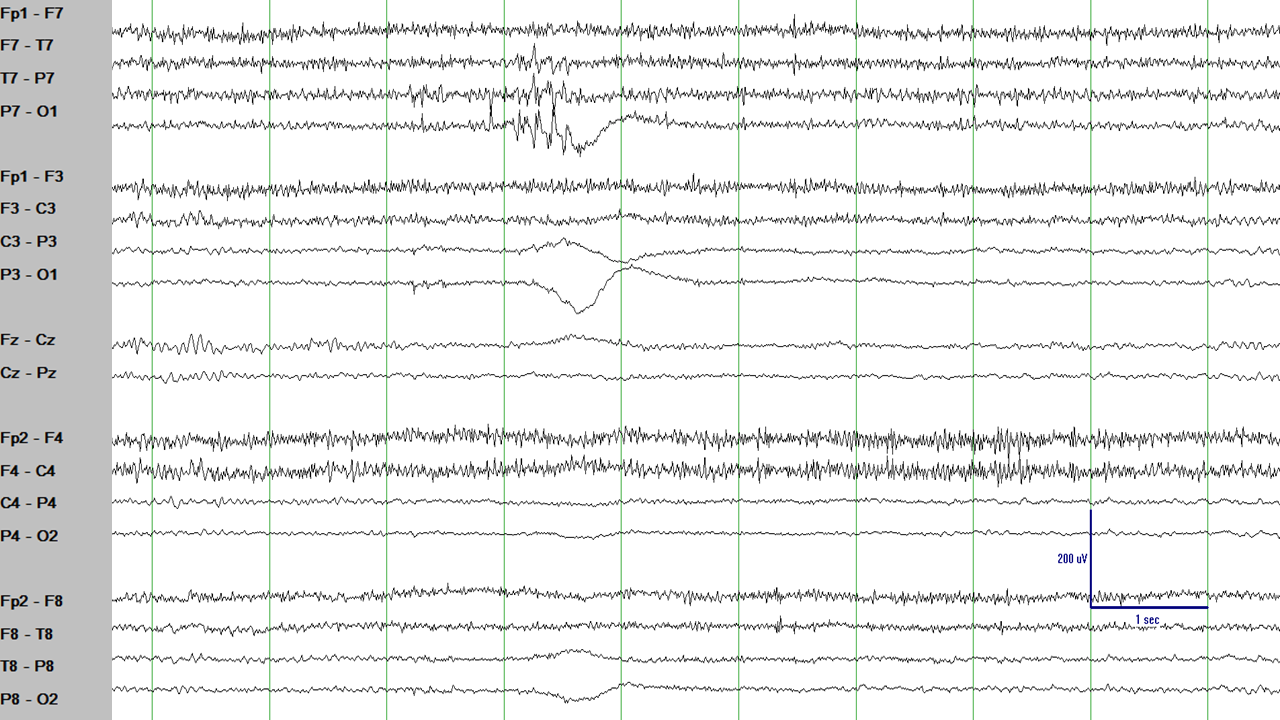 Fp1 - F7
F7 - T7
T7 - P7
P7 - O1
Fp1 - F3
F3 - C3
C3 - P3
P3 - O1
Fz - Cz
Cz - Pz
Fp2 - F4
F4 - C4
C4 - P4
P4 - O2
200 uV
Fp2 - F8
1 sec
F8 - T8
T8 - P8
P8 - O2